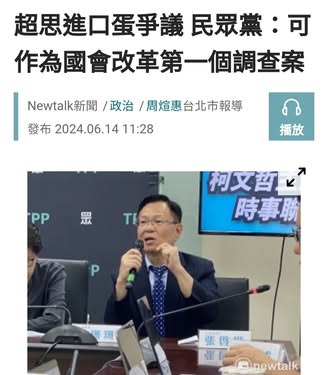 超思進口蛋爭議 民眾黨：可
作為國會改革第一個調查案
Newtalk新聞 / 政治 / 周煊惠台北市報導
發布 2024.06.14 11:28
播放
柯文哲
時事聯
TPP
眾
TPP
張啓
newtalk